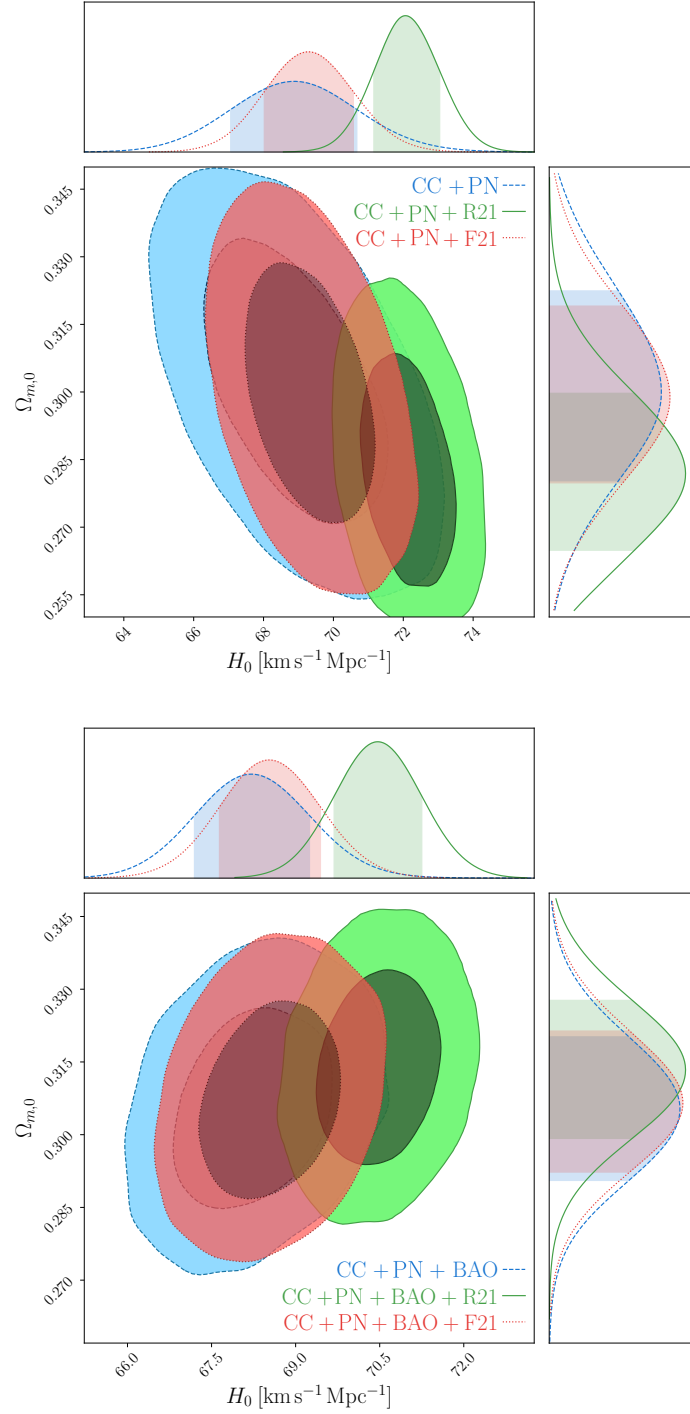 CC + PN
CC + PN + R21
CC + PN + F21
0.345
0.330
0.315
0.300
0.285
0.270
0.255
Ω_{m,0}
64 66 68 70 72 74
H_0 [km s^{-1} Mpc^{-1}]
0.345
0.330
0.315
0.300
0.285
0.270
Ω_{m,0}
CC + PN + BAO
CC + PN + BAO + R21
CC + PN + BAO + F21
66.0 67.5 69.0 70.5 72.0
H_0 [km s^{-1} Mpc^{-1}]